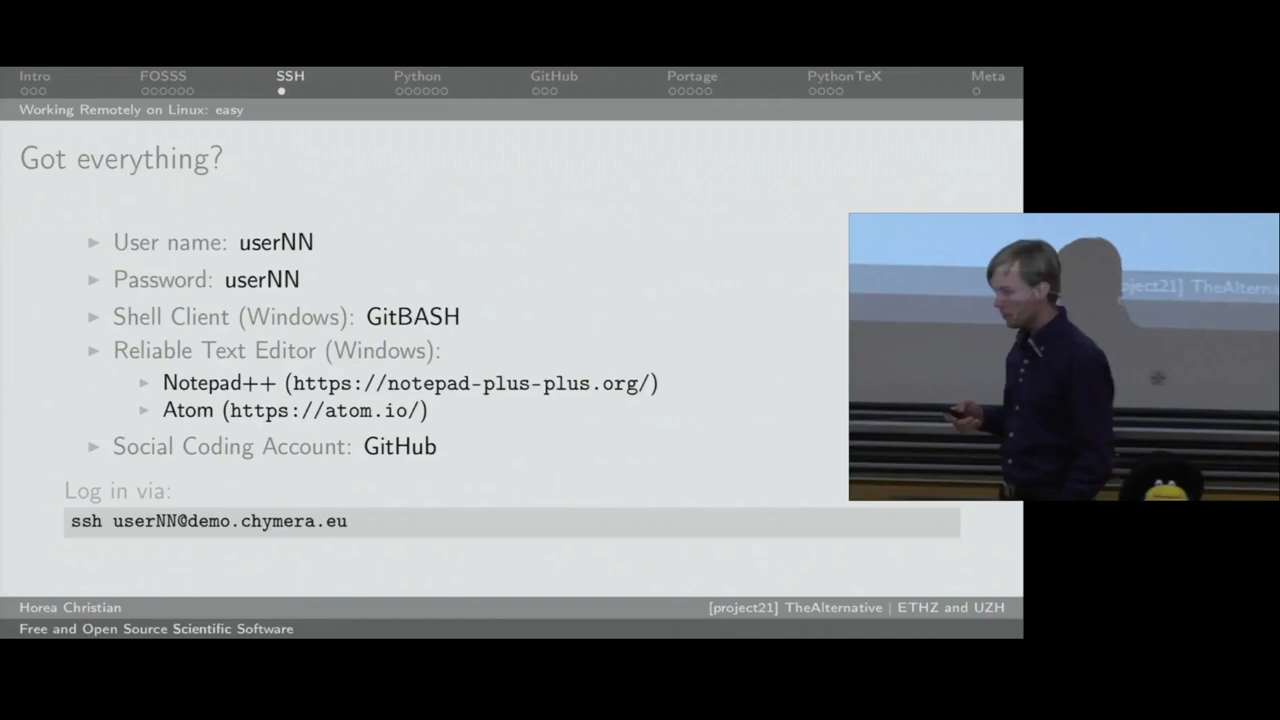 Intro FOSSS SSH Python GitHub Portage PythonTeX Meta
Working Remotely on Linux: easy
Got everything?
User name: userNN
Password: userNN
Shell Client (Windows): GitBASH
Reliable Text Editor (Windows):
Notepad++ (https://notepad-plus-plus.org/)
Atom (https://atom.io/)
Social Coding Account: GitHub
Log in via:
ssh userNN@demo.chymera.eu
Horea Christian [project21] TheAlternative | ETHZ and UZH
Free and Open Source Scientific Software
oject21] TheAlterna